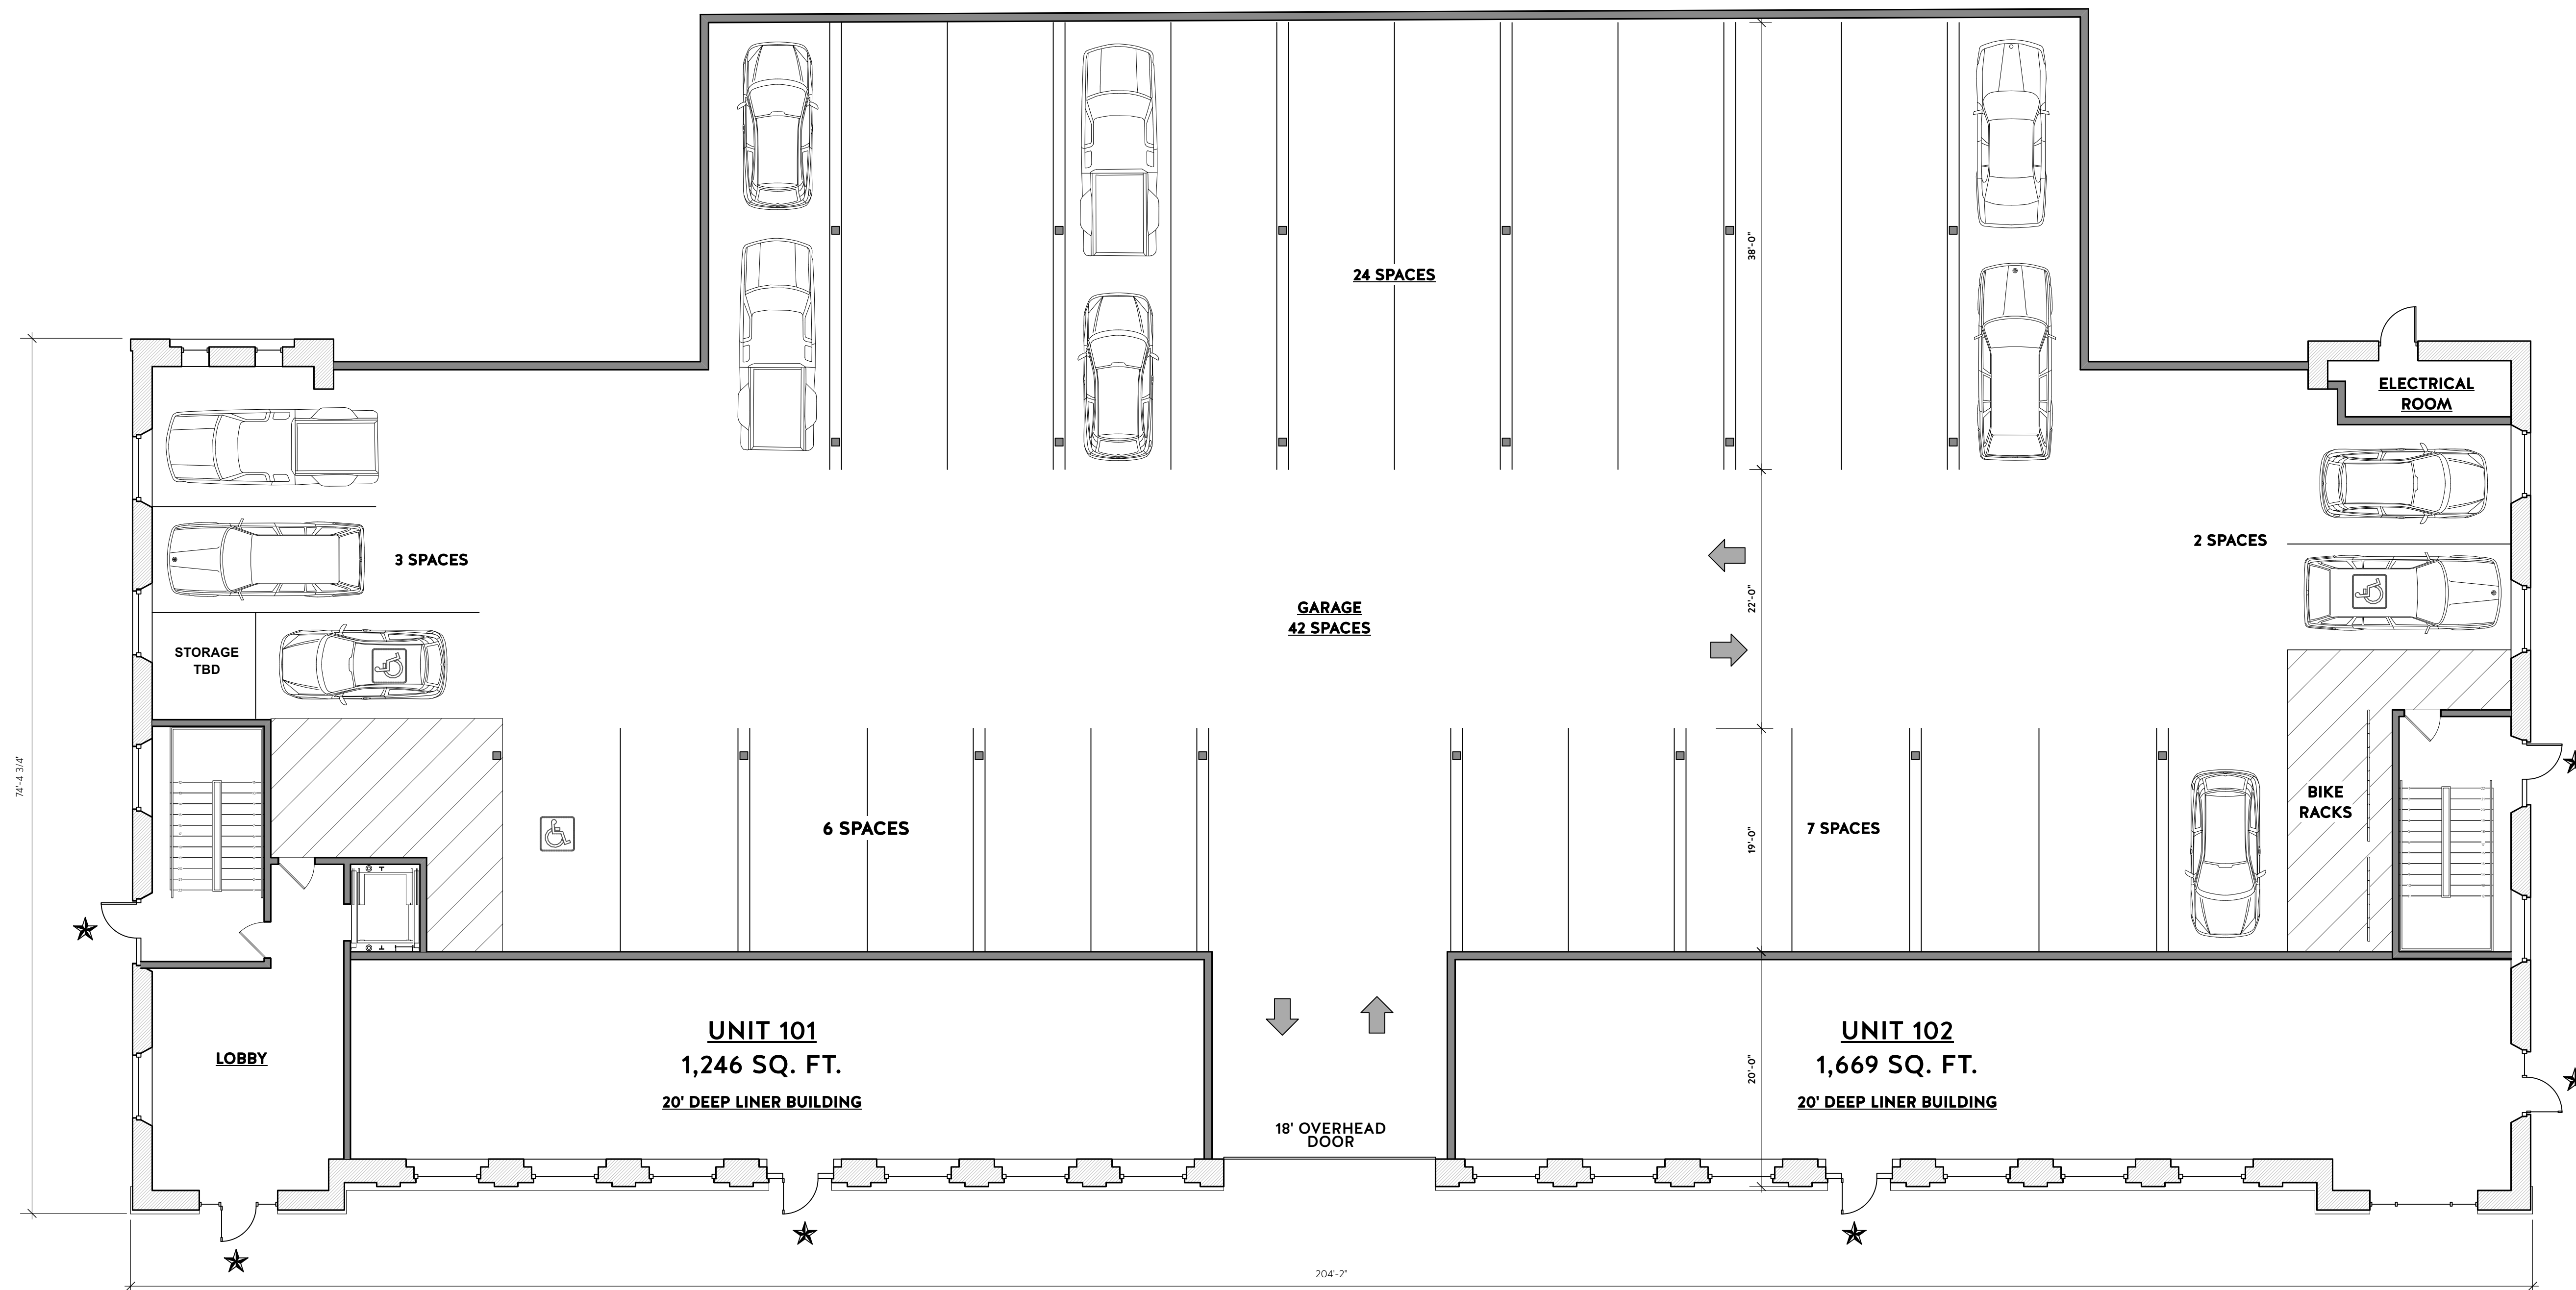 38'-0"
24 SPACES
ELECTRICAL
ROOM
3 SPACES
2 SPACES
GARAGE
42 SPACES
22'-0"
STORAGE
TBD
74'-4 3/4"
6 SPACES
19'-0"
7 SPACES
BIKE
RACKS
LOBBY
UNIT 101
1,246 SQ. FT.
20' DEEP LINER BUILDING
20'-0"
UNIT 102
1,669 SQ. FT.
20' DEEP LINER BUILDING
18' OVERHEAD
DOOR
204'-2"